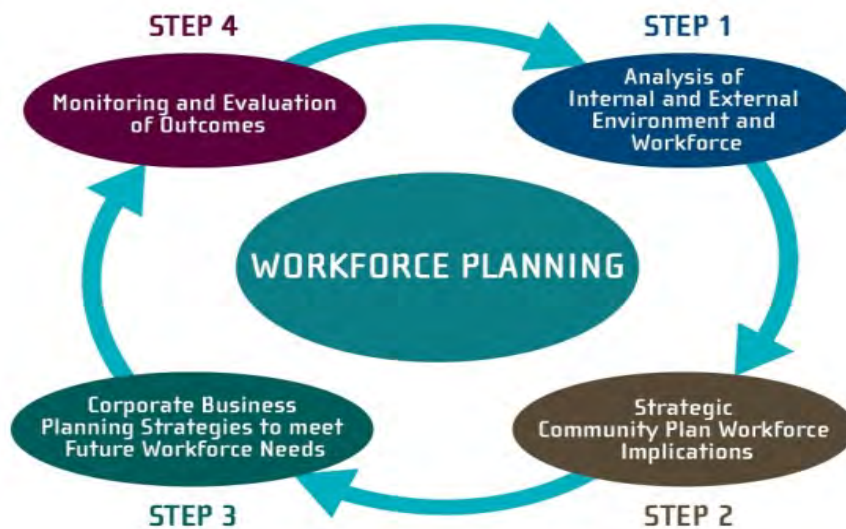 STEP 4
Monitoring and Evaluation
of Outcomes
STEP 1
Analysis of
Internal and External
Environment and
Workforce
WORKFORCE PLANNING
Corporate Business
Planning Strategies to meet
Future Workforce Needs
STEP 3
Strategic
Community Plan Workforce
Implications
STEP 2